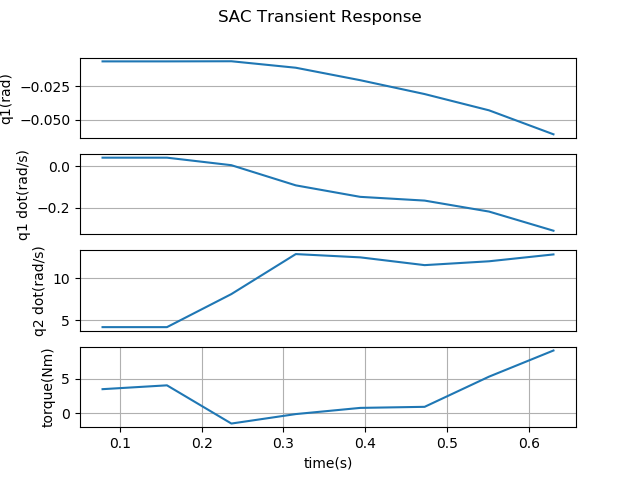 SAC Transient Response
q1(rad)
−0.025
−0.050
q1 dot(rad/s)
0.0
−0.2
q2 dot(rad/s)
10
5
torque(Nm)
5
0
0.1 0.2 0.3 0.4 0.5 0.6
time(s)